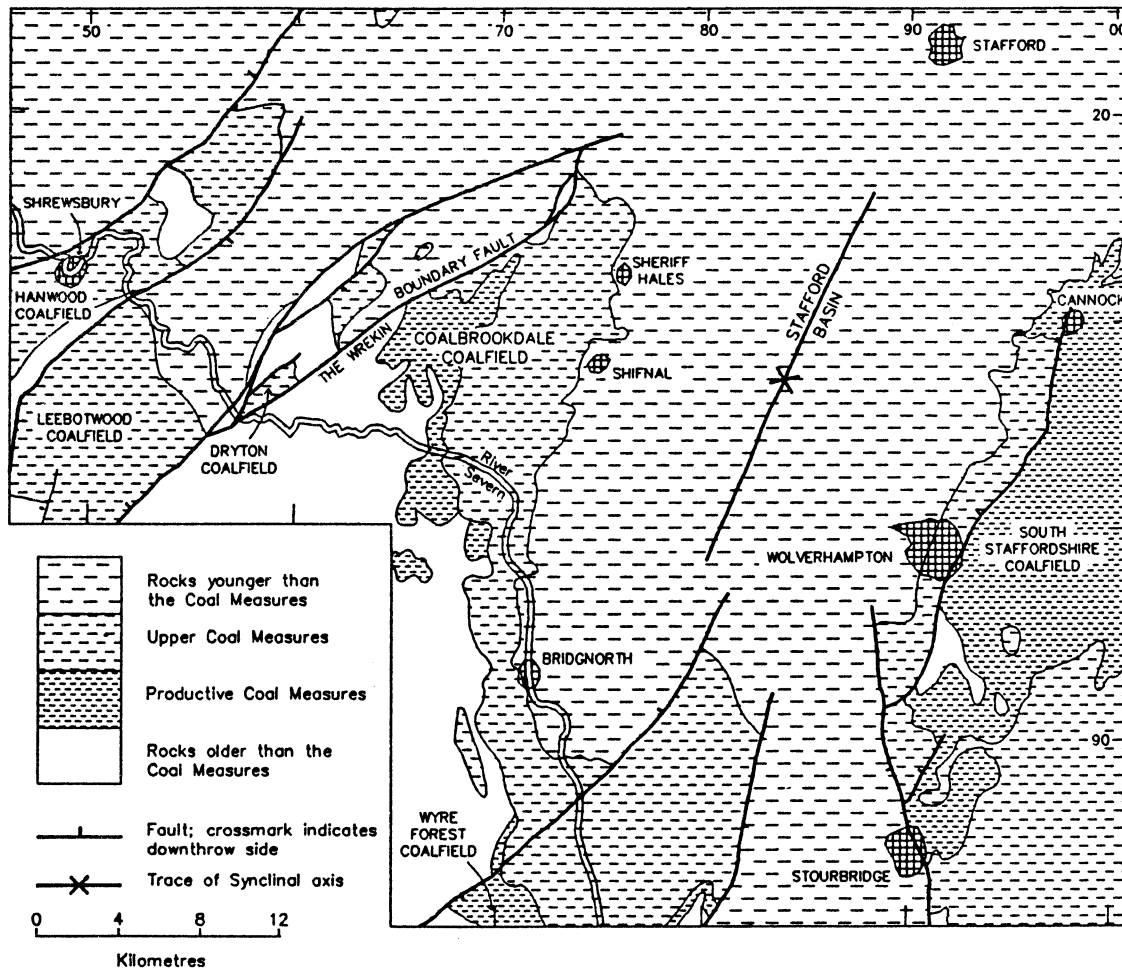 50
70
90
00
STAFFORD
20
SHREWSBURY
HANWOOD
COALFIELD
BOUNDARY FAULT
THE WREKIN
SHERIFF
HALES
STAFFORD
BASIN
CANNOCK
COALBROOKDALE
COALFIELD
SHIFNAL
LEEBOTWOOD
COALFIELD
DRYTON
COALFIELD
River
Severn
WOLVERHAMPTON
SOUTH
STAFFORDSHIRE
COALFIELD
BRIDGNORTH
90
WYRE
FOREST
COALFIELD
STOURBRIDGE
Rocks younger than
the Coal Measures
Upper Coal Measures
Productive Coal Measures
Rocks older than the
Coal Measures
Fault; crossmark indicates
downthrow side
Trace of Synclinal axis
0 4 8 12
Kilometres